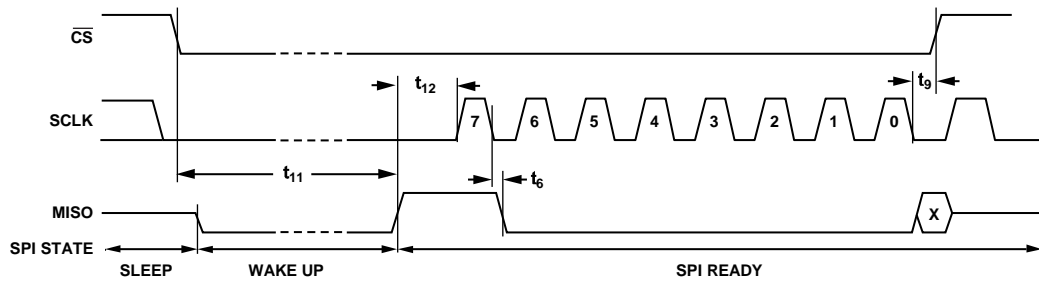 CS
t9
t12
SCLK
7 6 5 4 3 2 1 0
t11
t6
MISO
X
SPI STATE
SLEEP WAKE UP SPI READY